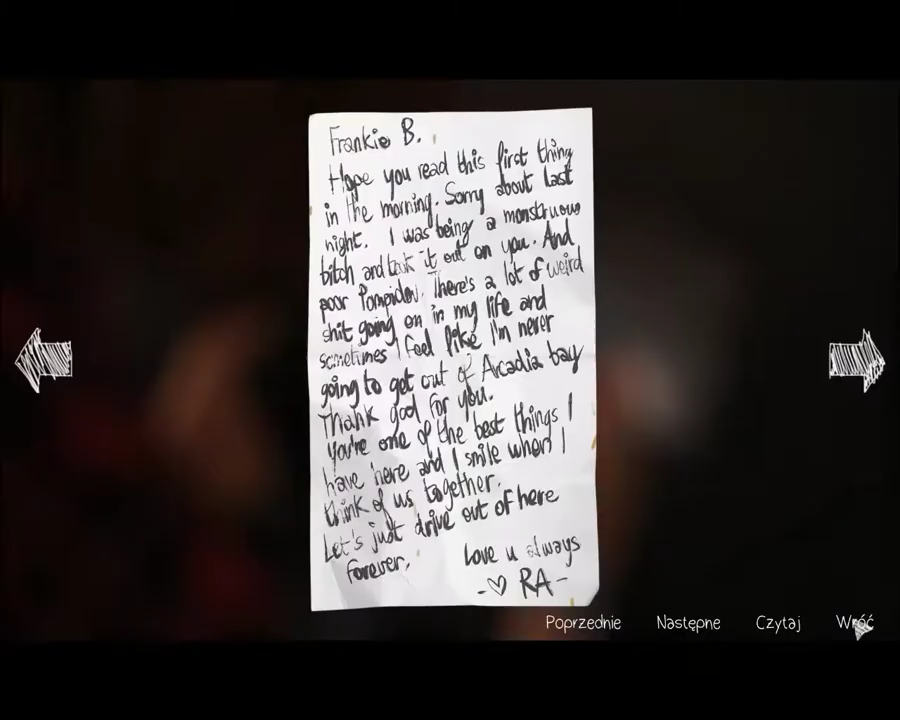 Frankie B.
Hope you read this first thing
in the morning. Sorry about last
night. I was being a monstruous
bitch and took it out on you. And
poor Pompidou. There's a lot of weird
shit going on in my life and
sometimes I feel like I'm never
going to get out of Arcadia bay
Thank god for you.
You're one of the best things I
have here and I smile when I
think of us together.
Let's just drive out of here
forever.
Love u always
-♡ RA-
Poprzednie Następne Czytaj Wróć